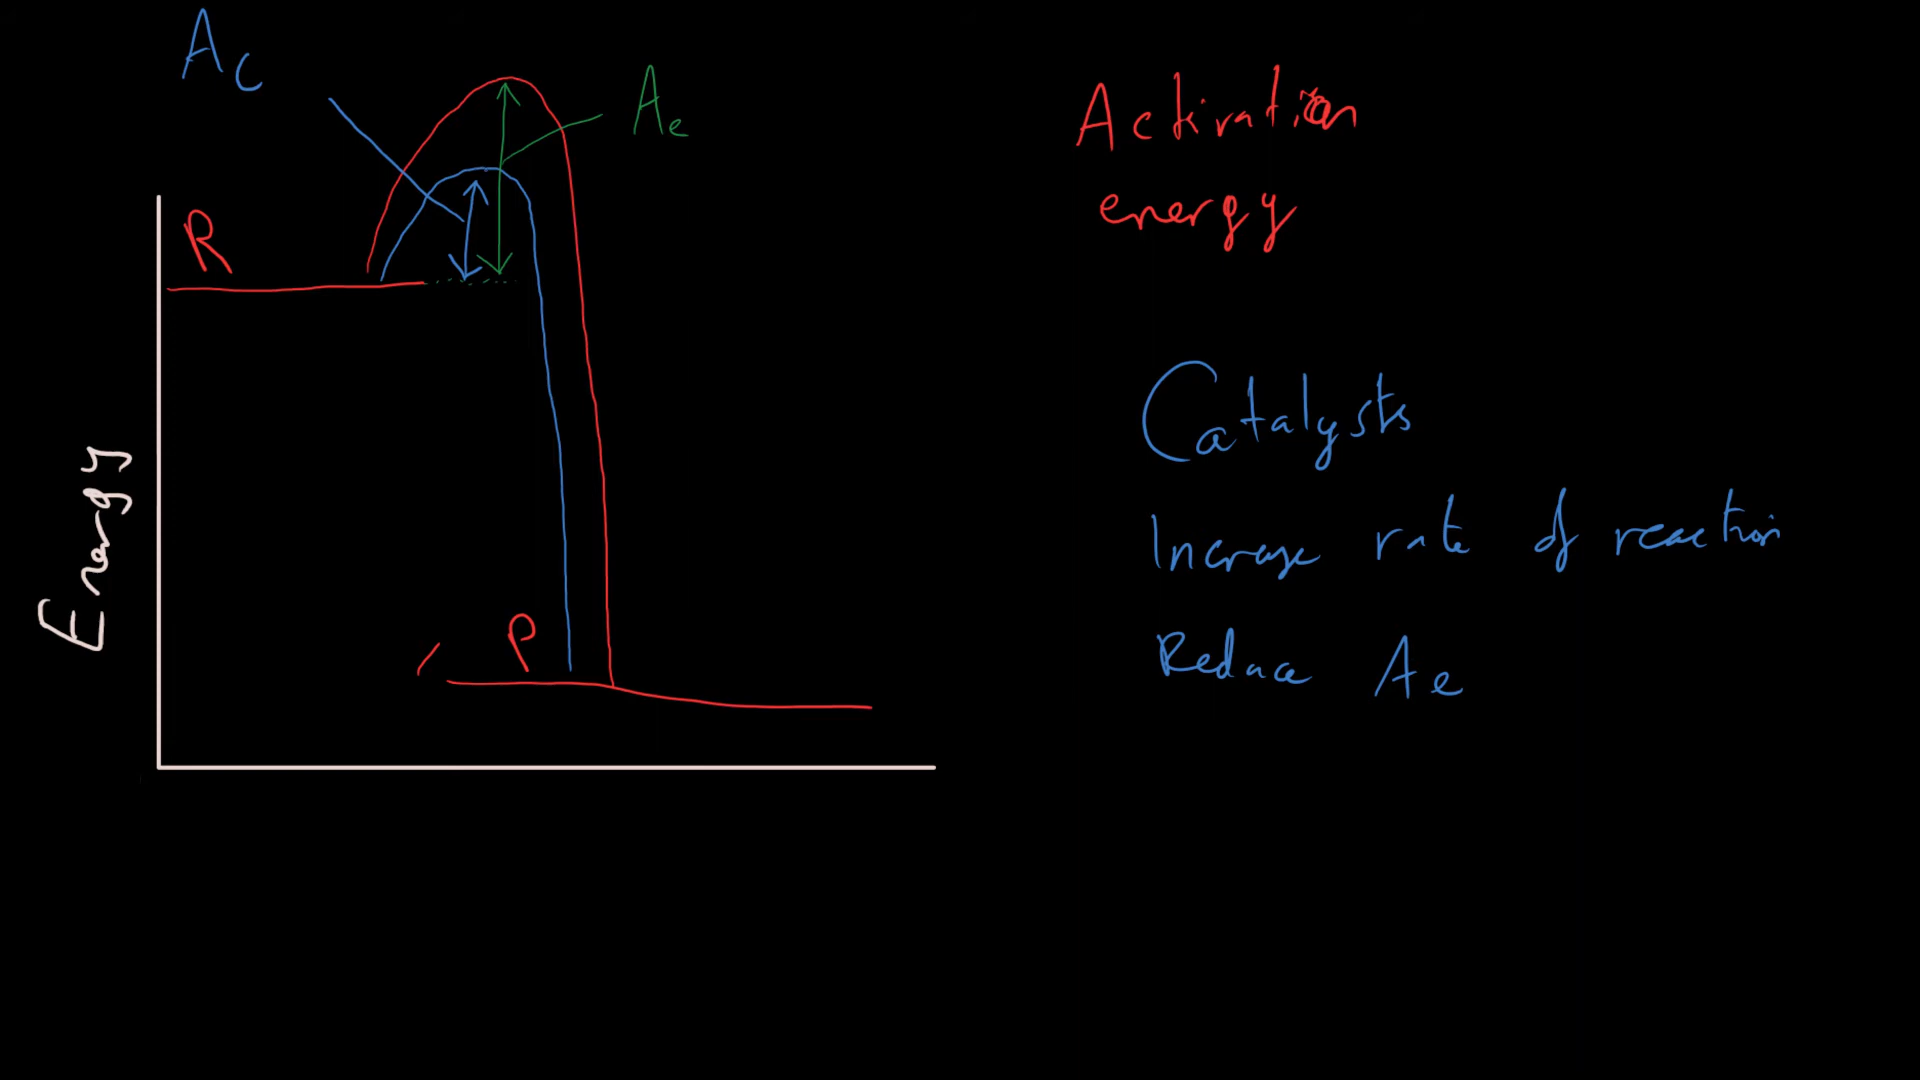 Ac
Ae
R
P
Energy
Activation
energy
Catalysts
Increase rate of reaction
Reduce Ae